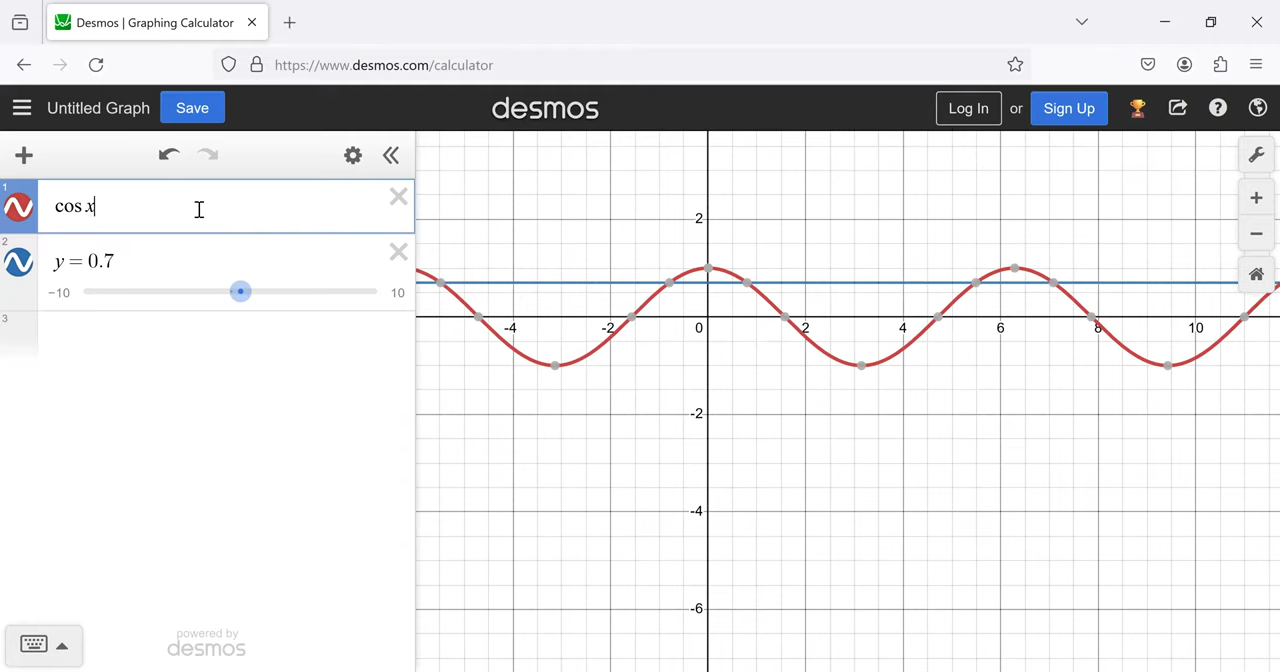 Desmos | Graphing Calculator
https://www.desmos.com/calculator
Untitled Graph Save desmos Log In or Sign Up
1
cos x
2
y = 0.7
−10 10
3
2
-4 -2 0 2 4 6 8 10
-2
-4
-6
powered by
desmos